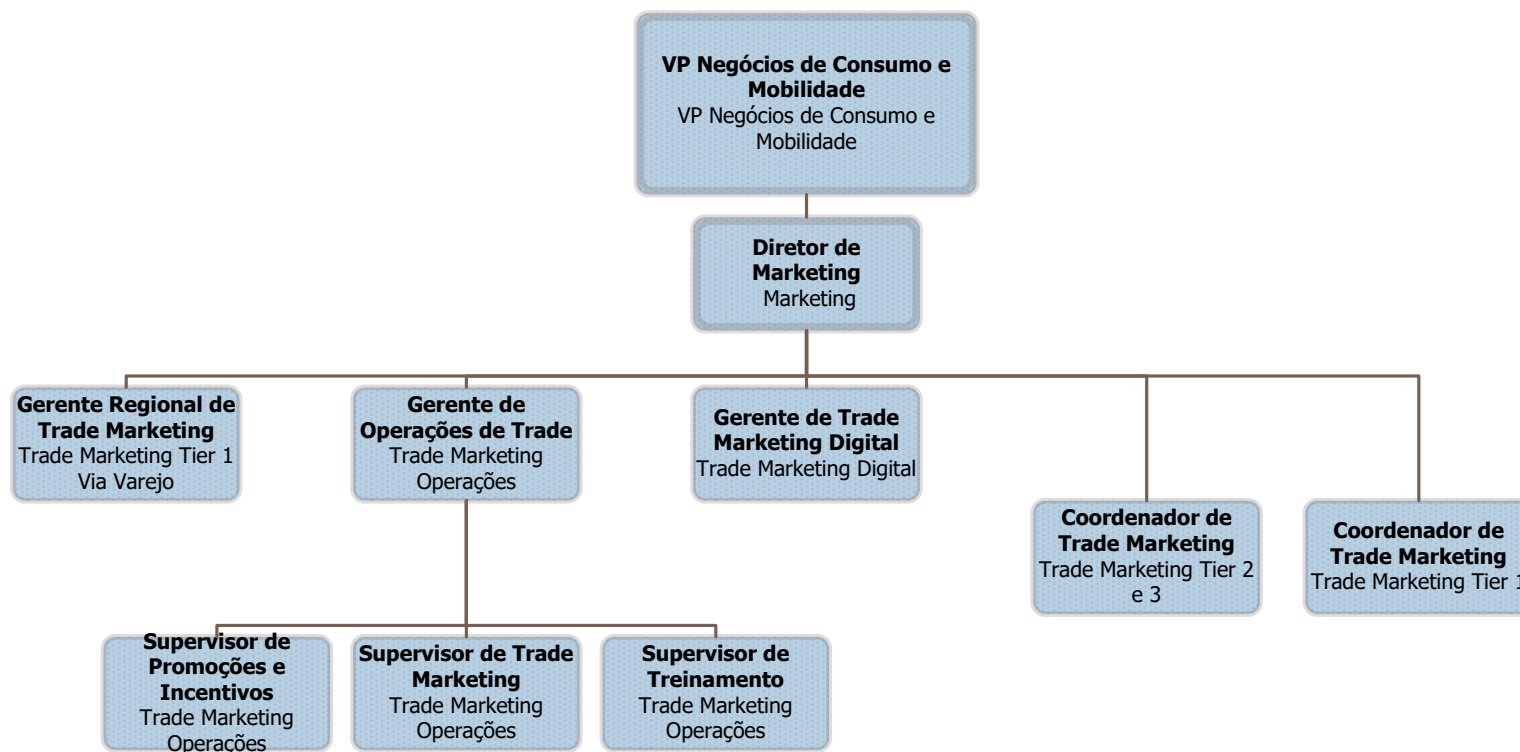 VP Negócios de Consumo e
Mobilidade
VP Negócios de Consumo e
Mobilidade
Diretor de
Marketing
Marketing
Gerente Regional de
Trade Marketing
Trade Marketing Tier 1
Via Varejo
Gerente de
Operações de Trade
Trade Marketing
Operações
Gerente de Trade
Marketing Digital
Trade Marketing Digital
Coordenador de
Trade Marketing
Trade Marketing Tier 2
e 3
Coordenador de
Trade Marketing
Trade Marketing Tier 1
Supervisor de
Promoções e
Incentivos
Trade Marketing
Operações
Supervisor de Trade
Marketing
Trade Marketing
Operações
Supervisor de
Treinamento
Trade Marketing
Operações